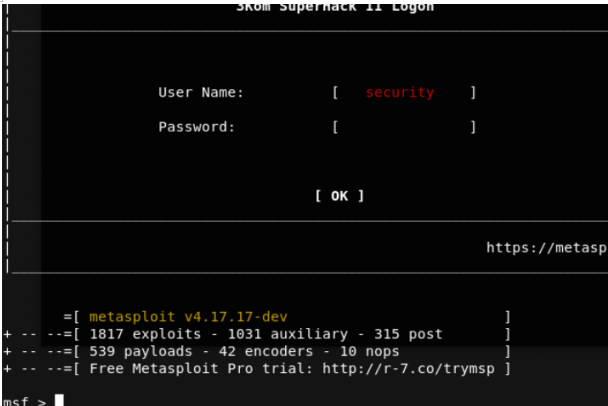 3Kom SuperHack II Logon
User Name: [ security ]
Password: [ ]
[ OK ]
https://metasp
=[ metasploit v4.17.17-dev ]
+ -- --=[ 1817 exploits - 1031 auxiliary - 315 post ]
+ -- --=[ 539 payloads - 42 encoders - 10 nops ]
+ -- --=[ Free Metasploit Pro trial: http://r-7.co/trymsp ]
msf >